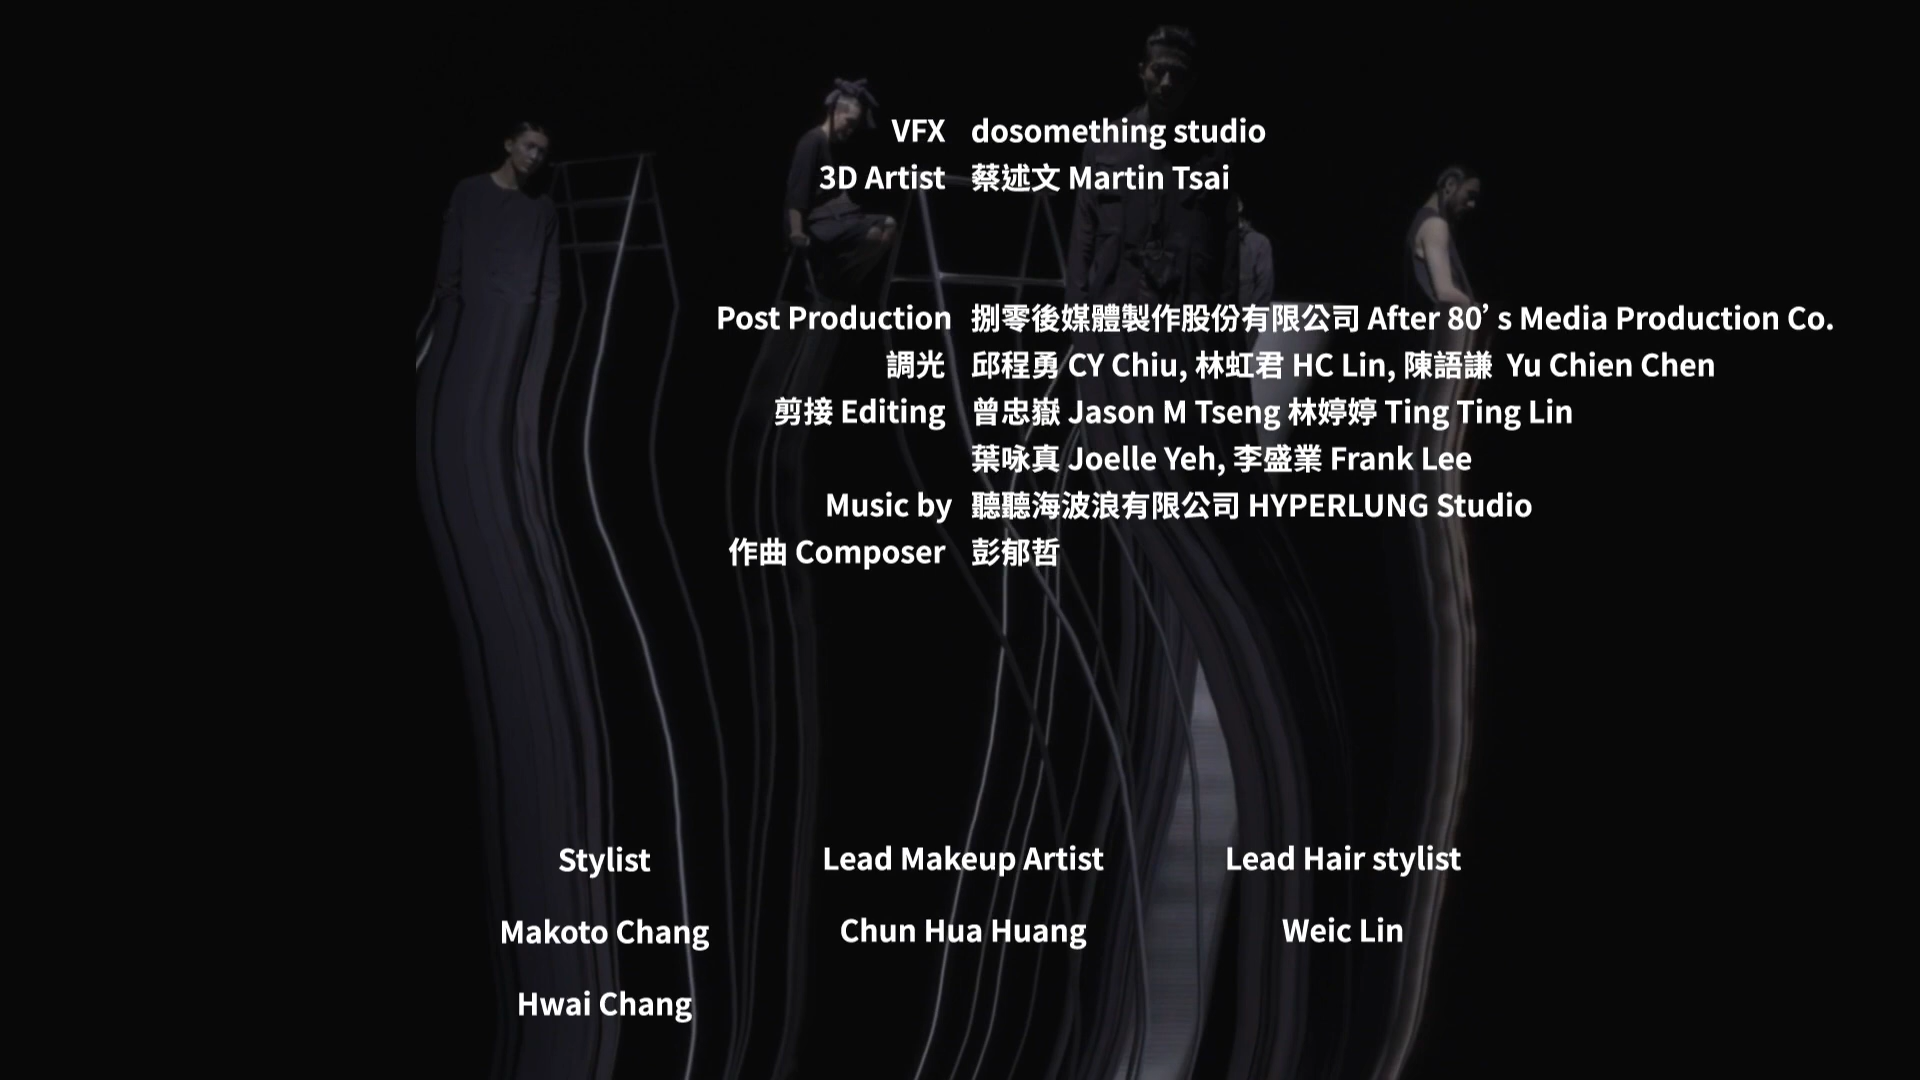 VFX dosomething studio
3D Artist 蔡述文 Martin Tsai
Post Production 捌零後媒體製作股份有限公司 After 80’s Media Production Co.
調光 邱程勇 CY Chiu, 林虹君 HC Lin, 陳語謙 Yu Chien Chen
剪接 Editing 曾忠嶽 Jason M Tseng 林婷婷 Ting Ting Lin
葉咏真 Joelle Yeh, 李盛業 Frank Lee
Music by 聽聽海波浪有限公司 HYPERLUNG Studio
作曲 Composer 彭郁哲
Stylist
Makoto Chang
Hwai Chang
Lead Makeup Artist
Chun Hua Huang
Lead Hair stylist
Weic Lin